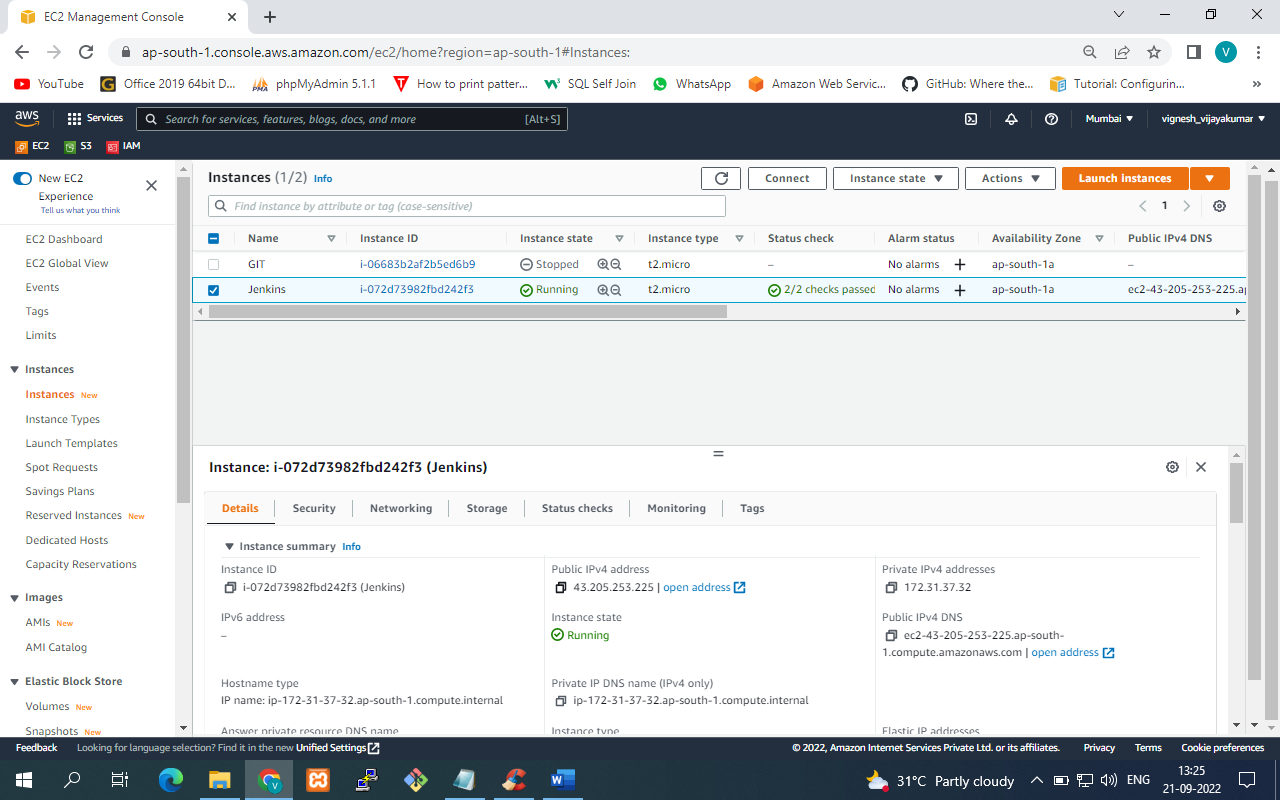 EC2 Management Console
ap-south-1.console.aws.amazon.com/ec2/home?region=ap-south-1#Instances:
V
YouTube
Office 2019 64bit D...
phpMyAdmin 5.1.1
How to print patter...
SQL Self Join
WhatsApp
Amazon Web Servic...
GitHub: Where the...
Tutorial: Configurin...
aws
Services
Search for services, features, blogs, docs, and more
[Alt+S]
Mumbai
vignesh_vijayakumar
EC2
S3
IAM
New EC2
Experience
Tell us what you think
EC2 Dashboard
EC2 Global View
Events
Tags
Limits
Instances
Instances New
Instance Types
Launch Templates
Spot Requests
Savings Plans
Reserved Instances New
Dedicated Hosts
Capacity Reservations
Images
AMIs New
AMI Catalog
Elastic Block Store
Volumes New
Snapshots New
Instances (1/2) Info
Connect
Instance state
Actions
Launch instances
Find instance by attribute or tag (case-sensitive)
1
Name Instance ID Instance state Instance type Status check Alarm status Availability Zone Public IPv4 DNS
GIT i-06683b2af2b5ed6b9 Stopped t2.micro – No alarms + ap-south-1a –
Jenkins i-072d73982fbd242f3 Running t2.micro 2/2 checks passed No alarms + ap-south-1a ec2-43-205-253-225.ap
Instance: i-072d73982fbd242f3 (Jenkins)
Details Security Networking Storage Status checks Monitoring Tags
Instance summary Info
Instance ID
i-072d73982fbd242f3 (Jenkins)
Public IPv4 address
43.205.253.225 | open address
Private IPv4 addresses
172.31.37.32
IPv6 address
–
Instance state
Running
Public IPv4 DNS
ec2-43-205-253-225.ap-south-
1.compute.amazonaws.com | open address
Hostname type
IP name: ip-172-31-37-32.ap-south-1.compute.internal
Private IP DNS name (IPv4 only)
ip-172-31-37-32.ap-south-1.compute.internal
Answer private resource DNS name
Instance type
Elastic IP addresses
Feedback
Looking for language selection? Find it in the new Unified Settings
© 2022, Amazon Internet Services Private Ltd. or its affiliates.
Privacy
Terms
Cookie preferences
31°C Partly cloudy
ENG
13:25
21-09-2022